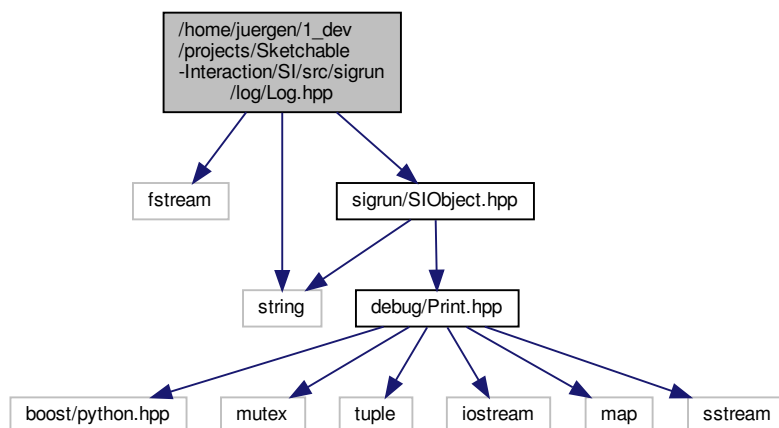 /home/juergen/1_dev
/projects/Sketchable
-Interaction/SI/src/sigrun
/log/Log.hpp
fstream
sigrun/SIObject.hpp
string
debug/Print.hpp
boost/python.hpp
mutex
tuple
iostream
map
sstream